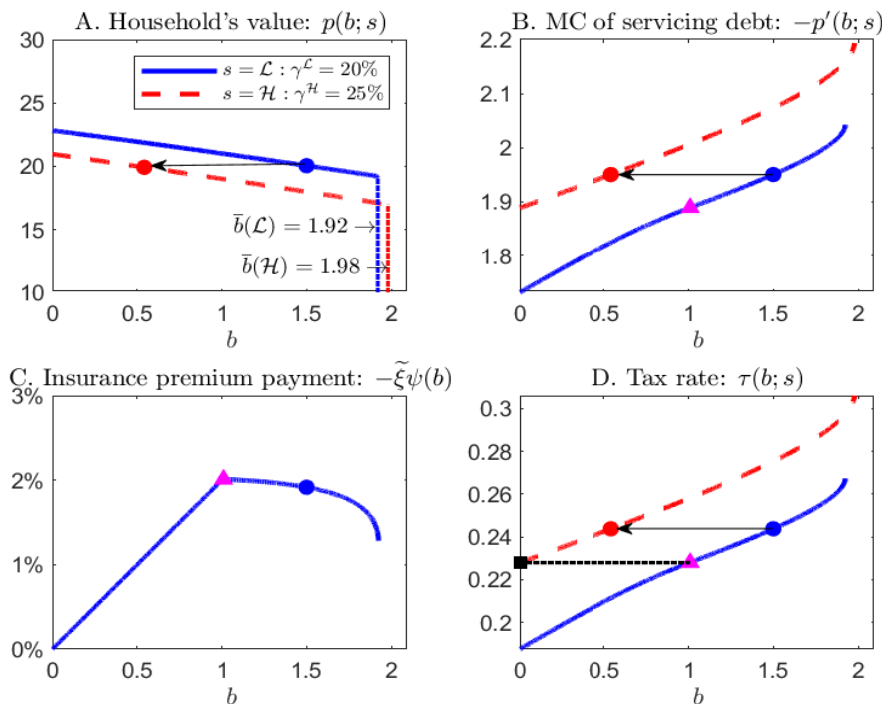 A. Household's value: p(b; s)
30
25
20
15
10
s = ℒ : γ^ℒ = 20%
s = ℋ : γ^ℋ = 25%
b̄(ℒ) = 1.92 →
b̄(ℋ) = 1.98 →
0 0.5 1 1.5 2
b
B. MC of servicing debt: −p′(b; s)
2.2
2.1
2
1.9
1.8
0 0.5 1 1.5 2
b
C. Insurance premium payment: −ξ̃ψ(b)
3%
2%
1%
0%
0 0.5 1 1.5 2
b
D. Tax rate: τ(b; s)
0.3
0.28
0.26
0.24
0.22
0.2
0 0.5 1 1.5 2
b